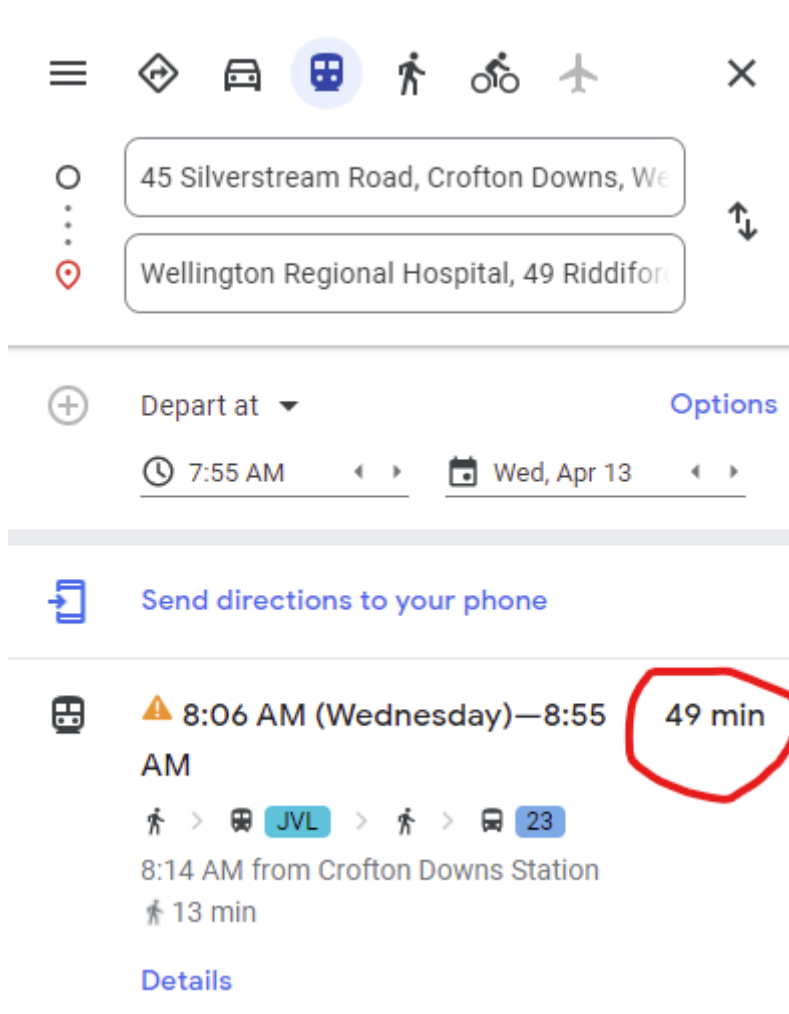 45 Silverstream Road, Crofton Downs, We
Wellington Regional Hospital, 49 Riddifor
Depart at
Options
7:55 AM
Wed, Apr 13
Send directions to your phone
8:06 AM (Wednesday)—8:55 49 min
AM
JVL 23
8:14 AM from Crofton Downs Station
13 min
Details